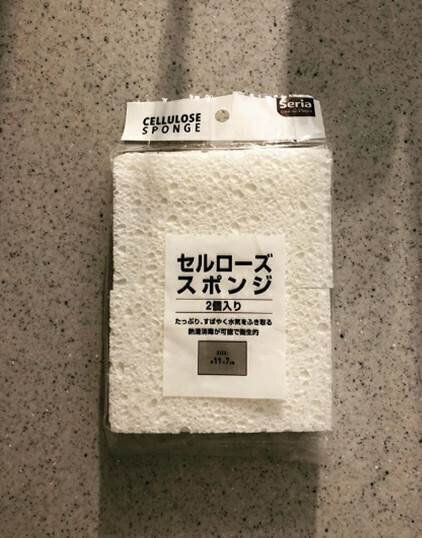 CELLULOSE
SPONGE
Seria
セルローズ
スポンジ
2個入り
たっぷり、すばやく水気をふき取る
熱湯消毒が可能で衛生的